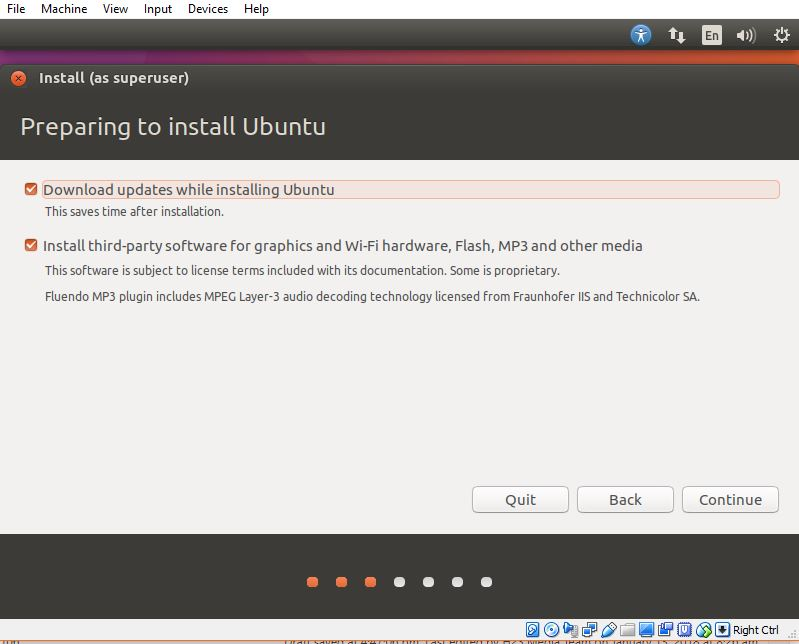 File Machine View Input Devices Help
En
Install (as superuser)
Preparing to install Ubuntu
Download updates while installing Ubuntu
This saves time after installation.
Install third-party software for graphics and Wi-Fi hardware, Flash, MP3 and other media
This software is subject to license terms included with its documentation. Some is proprietary.
Fluendo MP3 plugin includes MPEG Layer-3 audio decoding technology licensed from Fraunhofer IIS and Technicolor SA.
Quit Back Continue
Right Ctrl